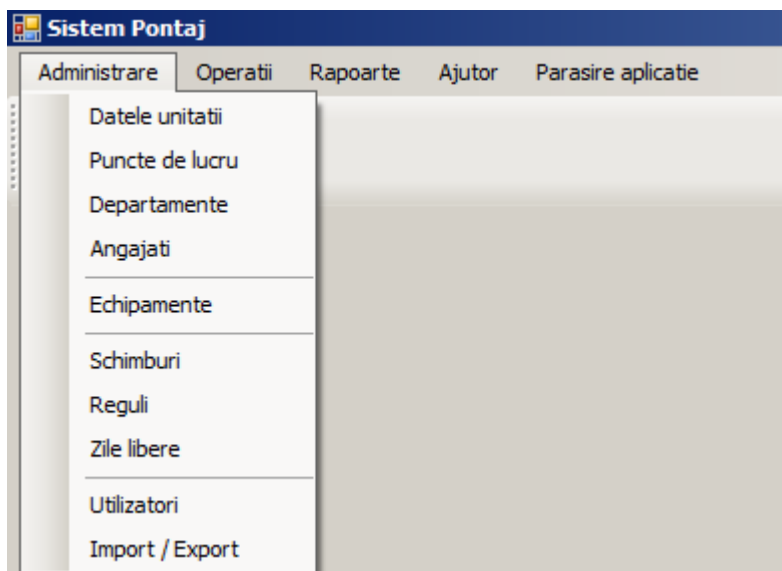 Sistem Pontaj
Administrare Operatii Rapoarte Ajutor Parasire aplicatie
Datele unitatii
Puncte de lucru
Departamente
Angajati
Echipamente
Schimburi
Reguli
Zile libere
Utilizatori
Import / Export